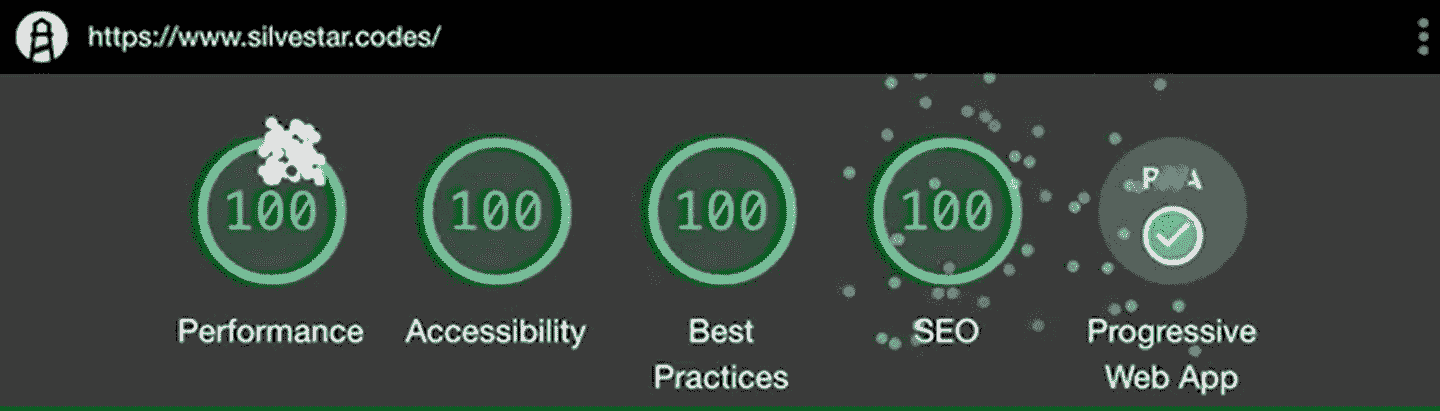 https://www.silvestar.codes/
100
100
100
100
Performance
Accessibility
Best
Practices
SEO
Progressive
Web App